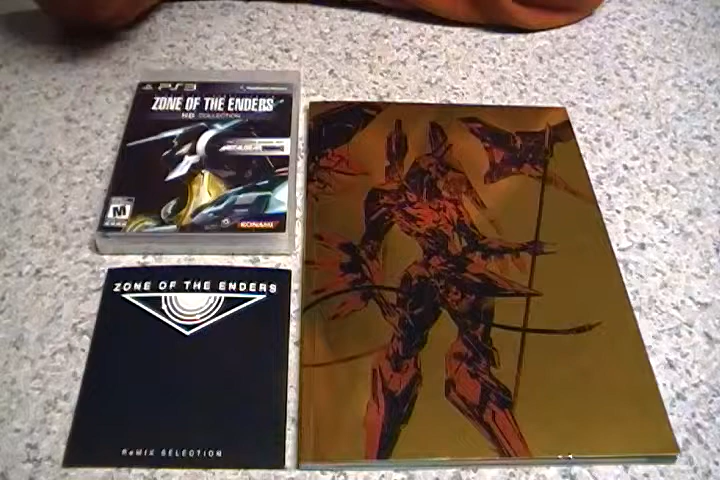 PS3
ZONE OF THE ENDERS
HD COLLECTION
M
KONAMI
ZONE OF THE ENDERS
ReMIX SELECTION